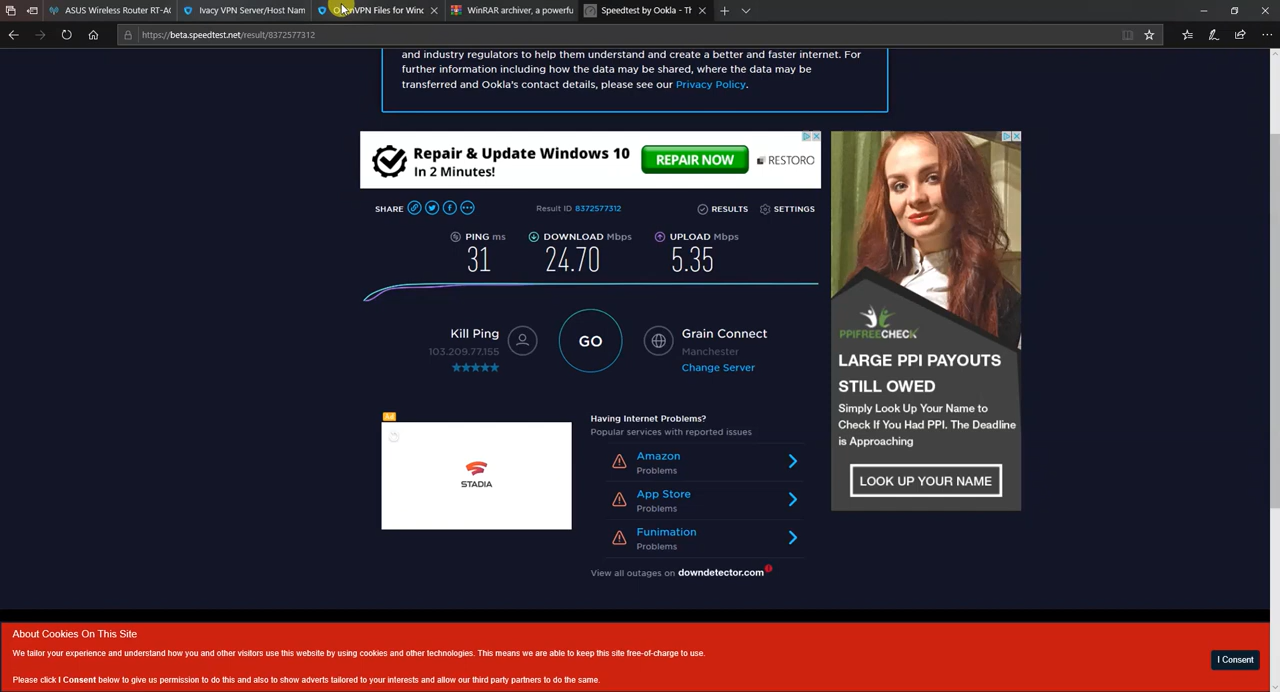 ASUS Wireless Router RT-AC
Ivacy VPN Server/Host Nam
OpenVPN Files for Winc
WinRAR archiver, a powerfu
Speedtest by Ookla - Th
https://beta.speedtest.net/result/8372577312
and industry regulators to help them understand and create a better and faster internet. For
further information including how the data may be shared, where the data may be
transferred and Ookla's contact details, please see our Privacy Policy.
Repair & Update Windows 10
In 2 Minutes!
REPAIR NOW
RESTORO
SHARE
Result ID 8372577312
RESULTS
SETTINGS
PING ms
DOWNLOAD Mbps
UPLOAD Mbps
31
24.70
5.35
Kill Ping
103.209.77.155
GO
Grain Connect
Manchester
Change Server
PPIFREECHECK
LARGE PPI PAYOUTS
STILL OWED
Simply Look Up Your Name to
Check If You Had PPI. The Deadline
is Approaching
LOOK UP YOUR NAME
Ad
STADIA
Having Internet Problems?
Popular services with reported issues
Amazon
Problems
App Store
Problems
Funimation
Problems
View all outages on downdetector.com
About Cookies On This Site
We tailor your experience and understand how you and other visitors use this website by using cookies and other technologies. This means we are able to keep this site free-of-charge to use.
Please click I Consent below to give us permission to do this and also to show adverts tailored to your interests and allow our third party partners to do the same.
I Consent